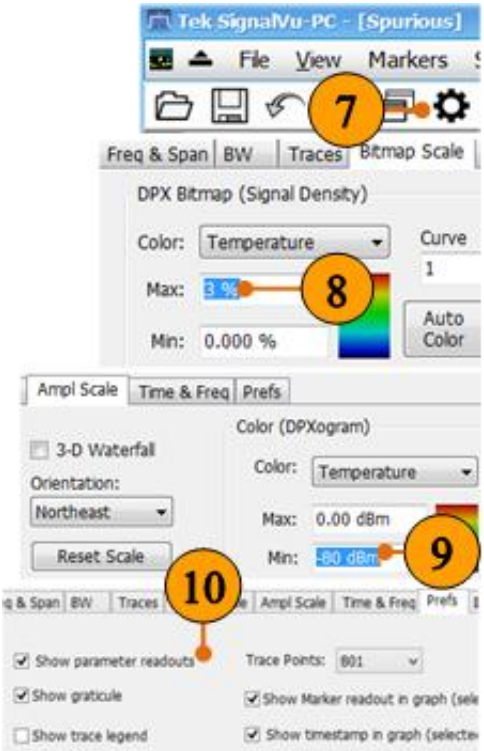 Tek SignalVu-PC - [Spurious]
File View Markers S
7
Freq & Span BW Traces Bitmap Scale
DPX Bitmap (Signal Density)
Color: Temperature Curve
Max: 3 % 8 1
Min: 0.000 % Auto Color
Ampl Scale Time & Freq Prefs
Color (DPXogram)
3-D Waterfall
Color: Temperature
Orientation:
Northeast
Max: 0.00 dBm
Reset Scale Min: -80 dBm 9
10
& Span BW Traces Ampl Scale Time & Freq Prefs
Show parameter readouts Trace Points: 801
Show graticule Show Marker readout in graph (sele
Show trace legend Show timestamp in graph (selecte